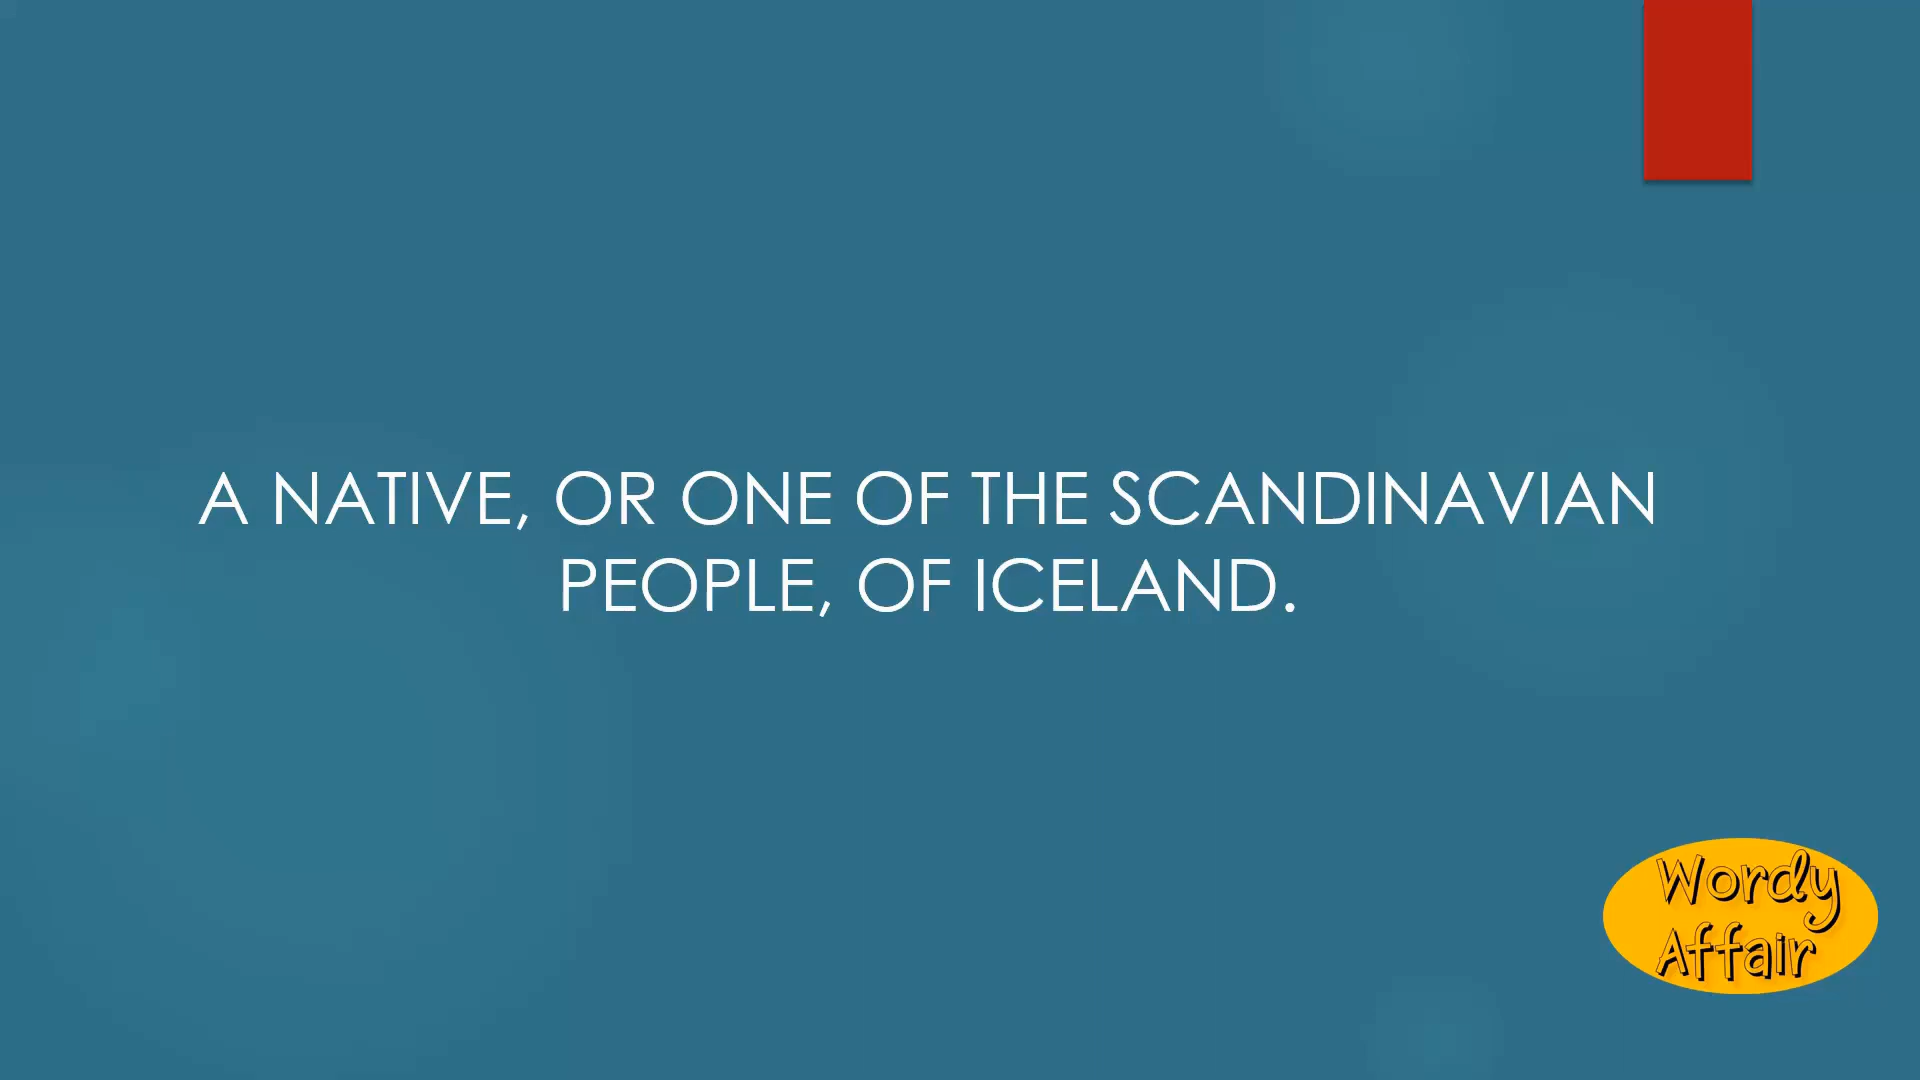 A NATIVE, OR ONE OF THE SCANDINAVIAN
PEOPLE, OF ICELAND.
Wordy
Affair